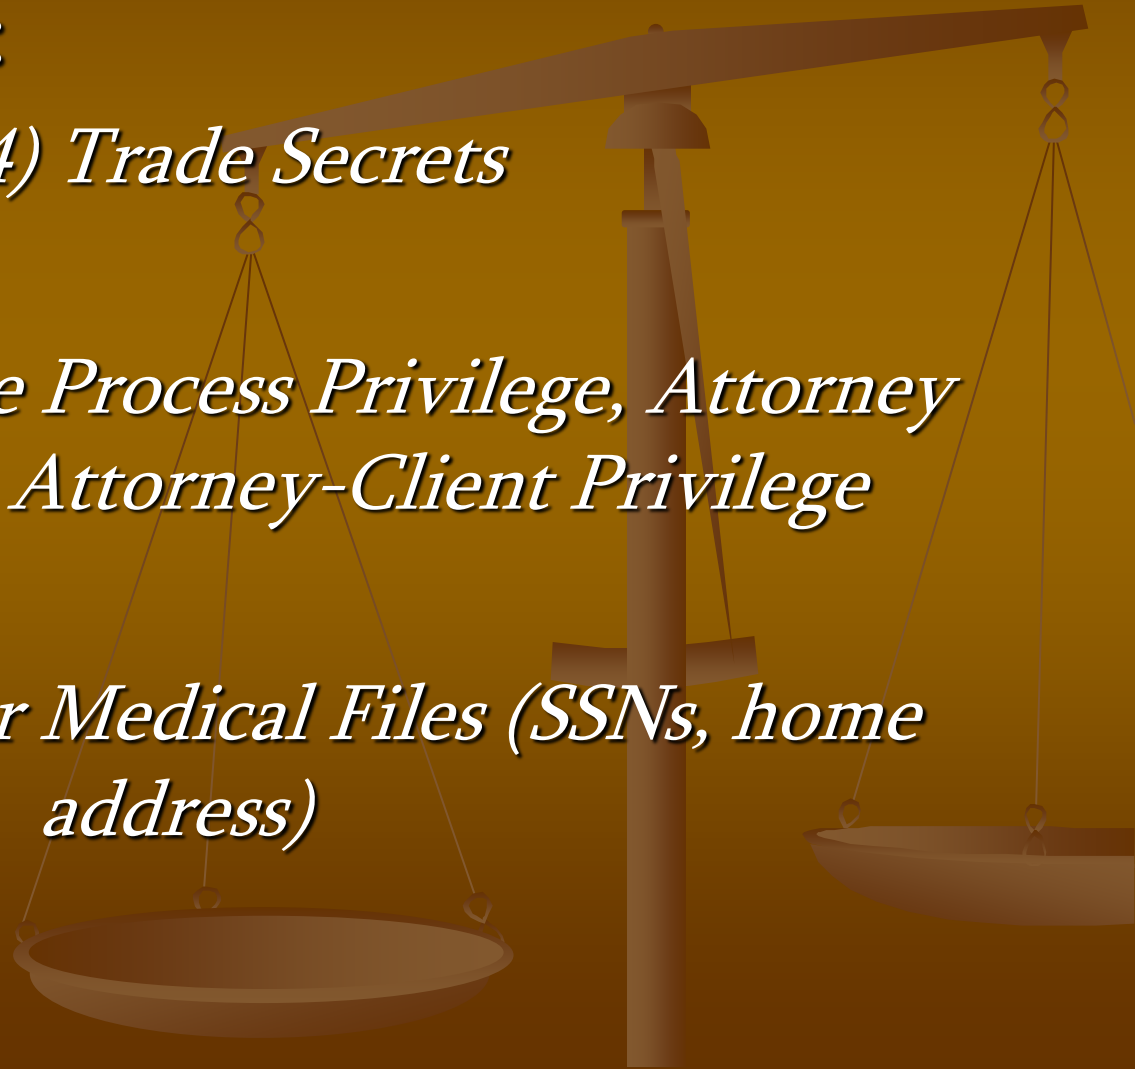 :
4) Trade Secrets
e Process Privilege, Attorney
Attorney-Client Privilege
r Medical Files (SSNs, home
address)